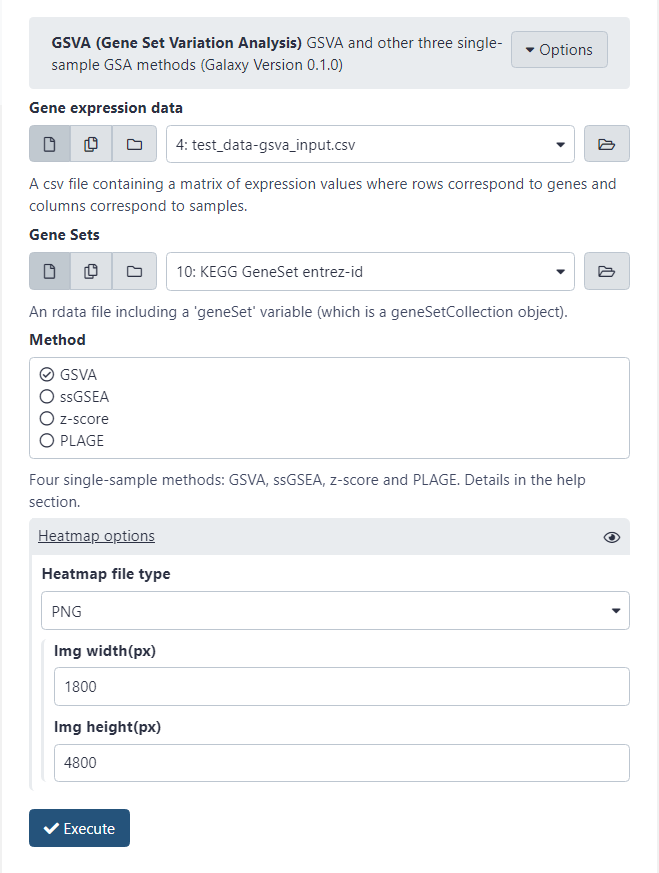 GSVA (Gene Set Variation Analysis) GSVA and other three single-
sample GSA methods (Galaxy Version 0.1.0)
Options
Gene expression data
4: test_data-gsva_input.csv
A csv file containing a matrix of expression values where rows correspond to genes and
columns correspond to samples.
Gene Sets
10: KEGG GeneSet entrez-id
An rdata file including a 'geneSet' variable (which is a geneSetCollection object).
Method
GSVA
ssGSEA
z-score
PLAGE
Four single-sample methods: GSVA, ssGSEA, z-score and PLAGE. Details in the help
section.
Heatmap options
Heatmap file type
PNG
Img width(px)
1800
Img height(px)
4800
Execute